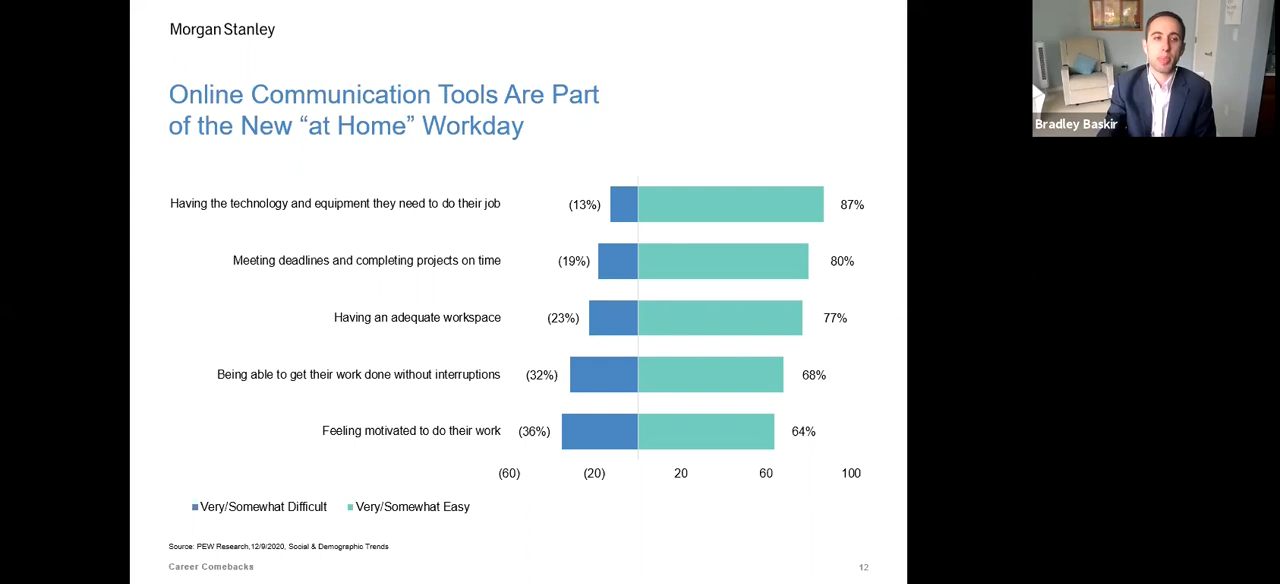 Morgan Stanley
Online Communication Tools Are Part
of the New “at Home” Workday
Bradley Baskir
Having the technology and equipment they need to do their job (13%) 87%
Meeting deadlines and completing projects on time (19%) 80%
Having an adequate workspace (23%) 77%
Being able to get their work done without interruptions (32%) 68%
Feeling motivated to do their work (36%) 64%
(60) (20) 20 60 100
Very/Somewhat Difficult Very/Somewhat Easy
Source: PEW Research,12/9/2020, Social & Demographic Trends
Career Comebacks 12